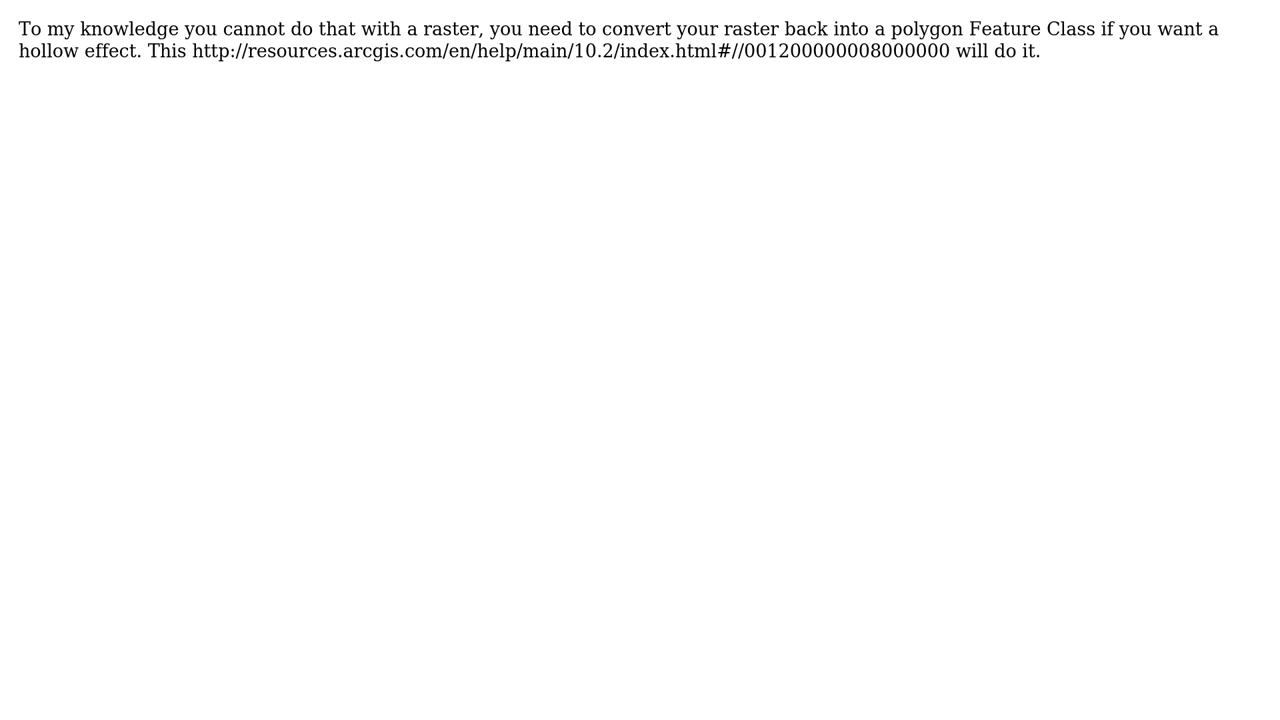 To my knowledge you cannot do that with a raster, you need to convert your raster back into a polygon Feature Class if you want a
hollow effect. This http://resources.arcgis.com/en/help/main/10.2/index.html#//001200000008000000 will do it.